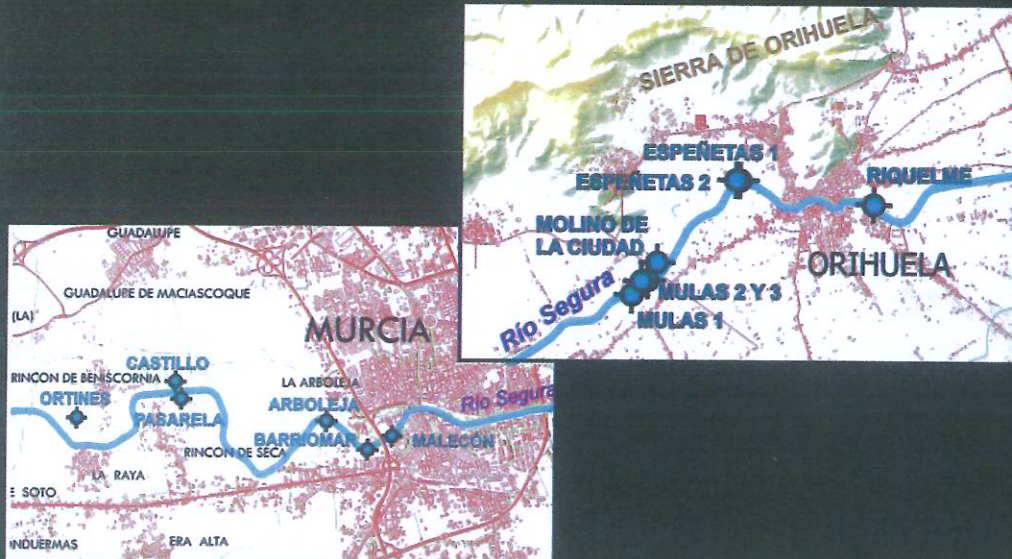 SIERRA DE ORIHUELA
ESPEÑETAS 1
ESPEÑETAS 2
RIQUELME
MOLINO DE
LA CIUDAD
ORIHUELA
MULAS 2 Y 3
MULAS 1
Río Segura
GUADALUPE
GUADALUPE DE MACIASCOQUE
(LA)
MURCIA
CASTILLO
RINCON DE BENISCORNIA
LA ARBOLEJA
ORTINES
PASARELA
ARBOLEJA
Río Segura
BARRIOMAR
MALECÓN
RINCON DE SECA
LA RAYA
E SOTO
NDUERMAS
ERA ALTA